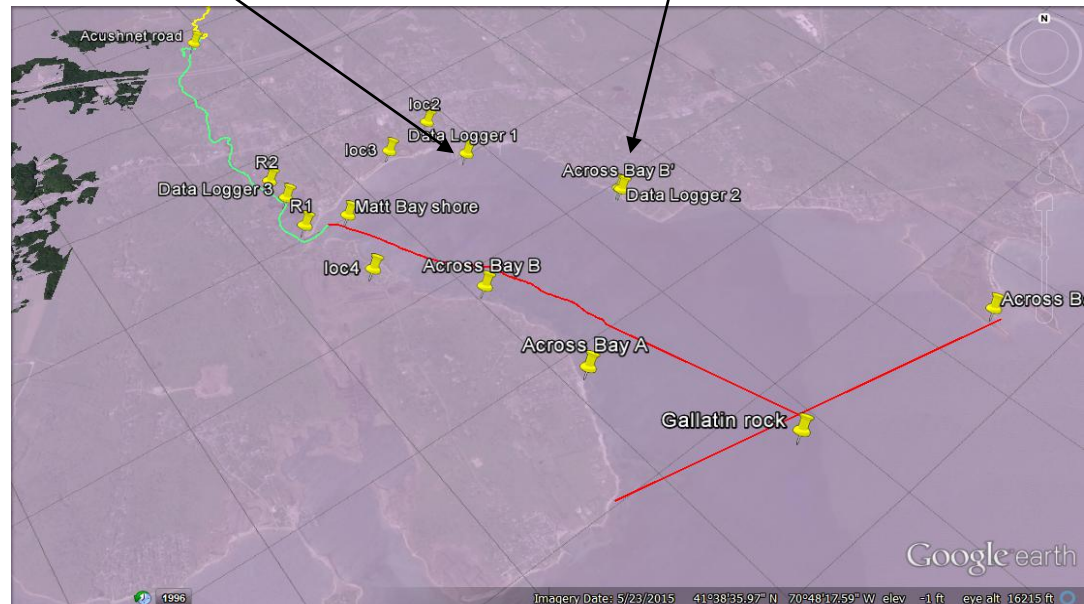 N
Acushnet road
loc2
Data Logger 1
loc3
R2
Across Bay B'
Data Logger 3
Data Logger 2
R1
Matt Bay shore
loc4
Across Bay B
Across B
Across Bay A
Gallatin rock
Google earth
1996
Imagery Date: 5/23/2015 41°38'35.97" N 70°48'17.59" W elev -1 ft eye alt 16215 ft